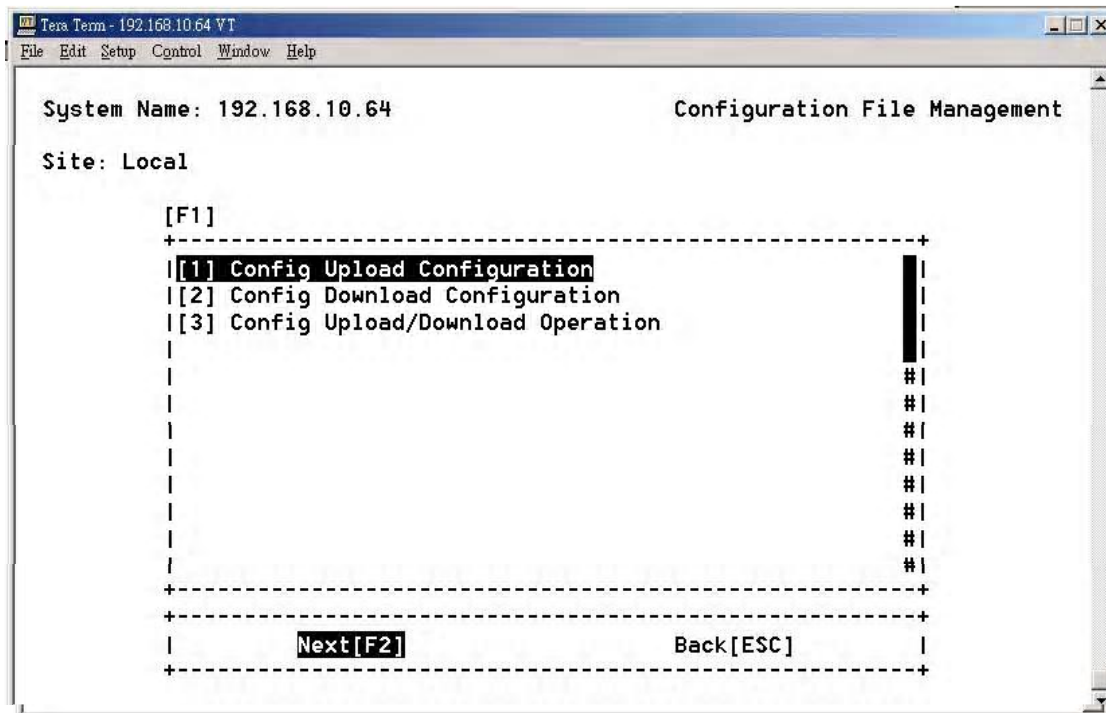 Tera Term - 192.168.10.64 VT
File Edit Setup Control Window Help
System Name: 192.168.10.64 Configuration File Management
Site: Local
[F1]
[1] Config Upload Configuration
[2] Config Download Configuration
[3] Config Upload/Download Operation
#
#
#
#
#
#
#
#
Next[F2] Back[ESC]